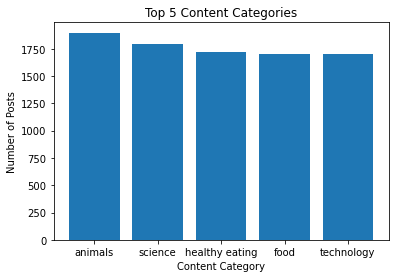 Top 5 Content Categories
Number of Posts
1750
1500
1250
1000
750
500
250
0
animals science healthy eating food technology
Content Category